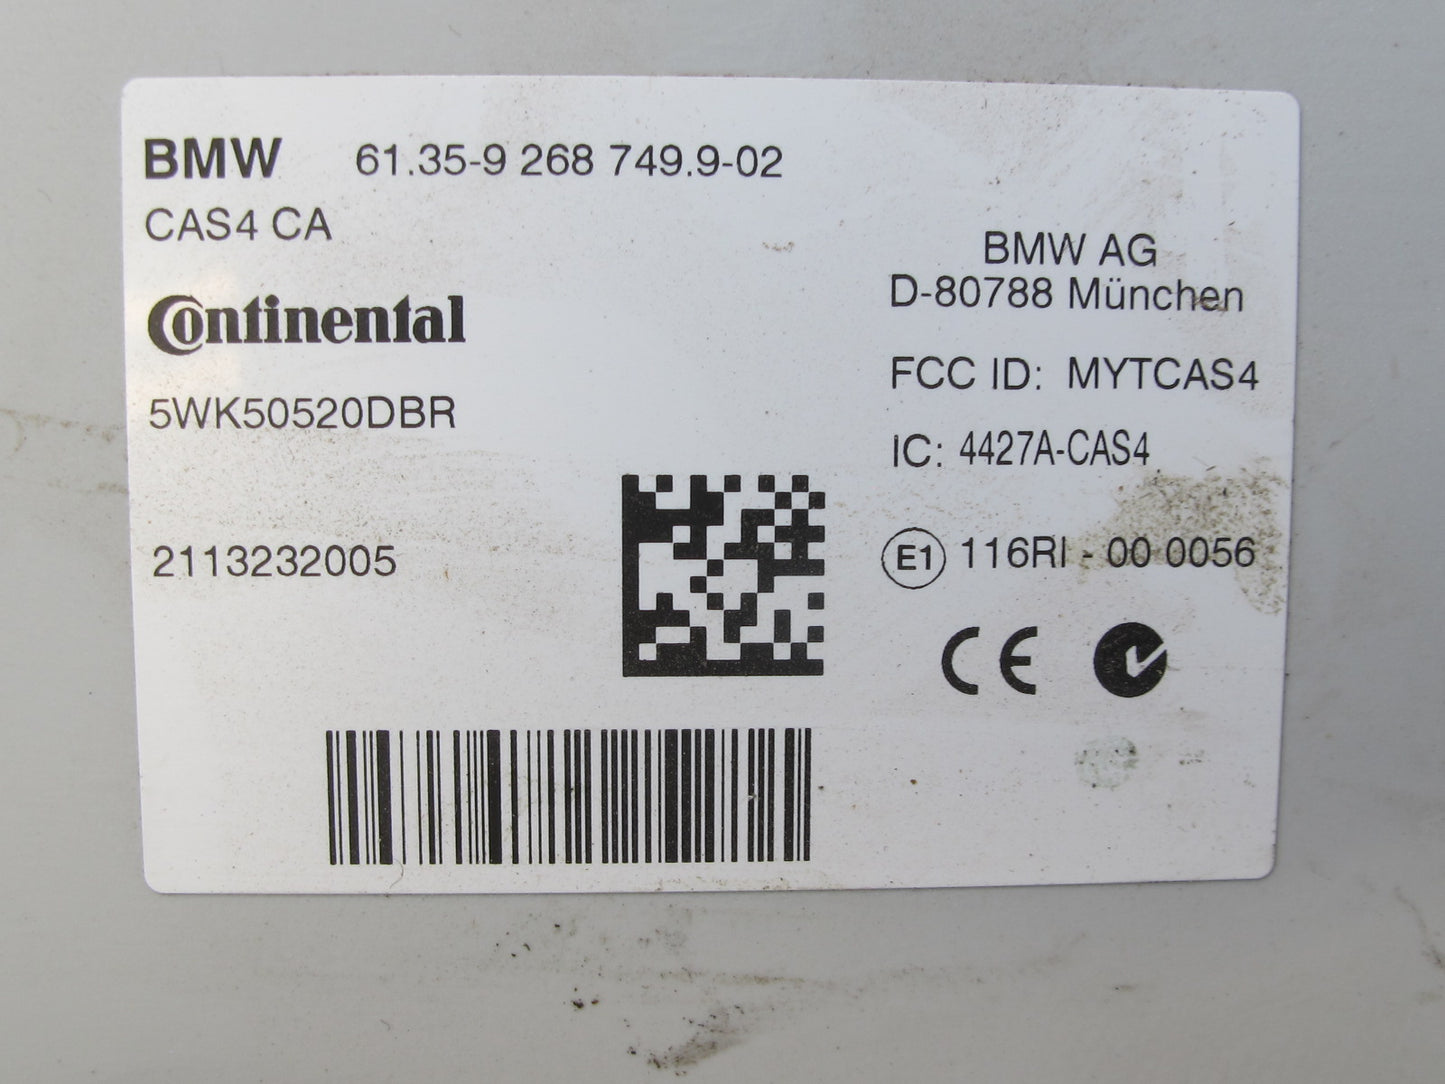 BMW 61.35-9 268 749.9-02
CAS4 CA
Continental
5WK50520DBR
2113232005
BMW AG
D-80788 München
FCC ID: MYTCAS4
IC: 4427A-CAS4
E1 116RI - 00 0056
CE